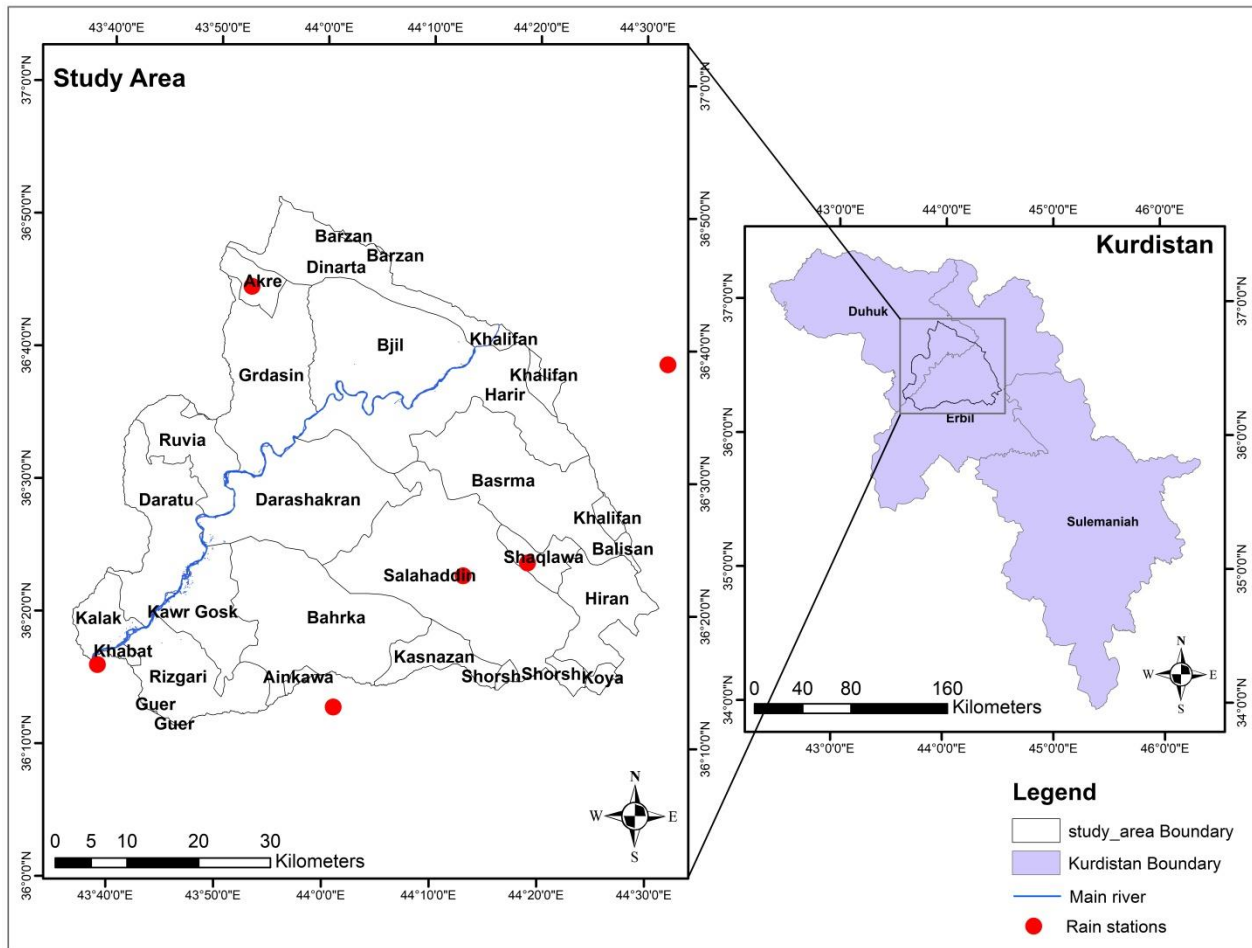 43°40'0"E 43°50'0"E 44°0'0"E 44°10'0"E 44°20'0"E 44°30'0"E
Study Area
37°0'0"N
36°50'0"N
36°40'0"N
36°30'0"N
36°20'0"N
36°10'0"N
36°0'0"N
37°0'0"N
36°50'0"N
36°40'0"N
36°30'0"N
36°20'0"N
36°10'0"N
Barzan
Barzan
Dinarta
Akre
Khalifan
Bjil
Grdasin
Khalifan
Harir
Ruvia
Basrma
Daratu
Darashakran
Khalifan
Balisan
Shaqlawa
Salahaddin
Hiran
Kalak
Kawr Gosk
Bahrka
Khabat
Kasnazan
Rizgari
Ainkawa
Shorsh
Shorsh
Koya
Guer
Guer
N
W E
S
0 5 10 20 30
Kilometers
43°40'0"E 43°50'0"E 44°0'0"E 44°10'0"E 44°20'0"E 44°30'0"E
43°0'0"E 44°0'0"E 45°0'0"E 46°0'0"E
Kurdistan
37°0'0"N
36°0'0"N
35°0'0"N
34°0'0"N
37°0'0"N
36°0'0"N
35°0'0"N
34°0'0"N
Duhuk
Erbil
Sulemaniah
N
W E
S
0 40 80 160
Kilometers
43°0'0"E 44°0'0"E 45°0'0"E 46°0'0"E
Legend
study_area Boundary
Kurdistan Boundary
Main river
Rain stations